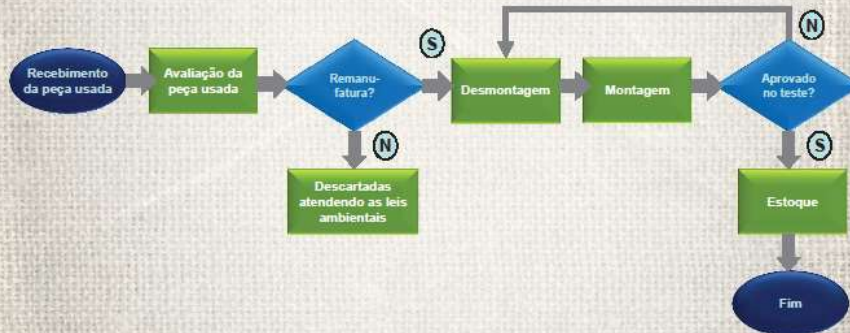 Recebimento
da peça usada
Avaliação da
peça usada
Remanu-
fatura?
S
N
Descartadas
atendendo as leis
ambientais
Desmontagem
Montagem
Aprovado
no teste?
N
S
Estoque
Fim